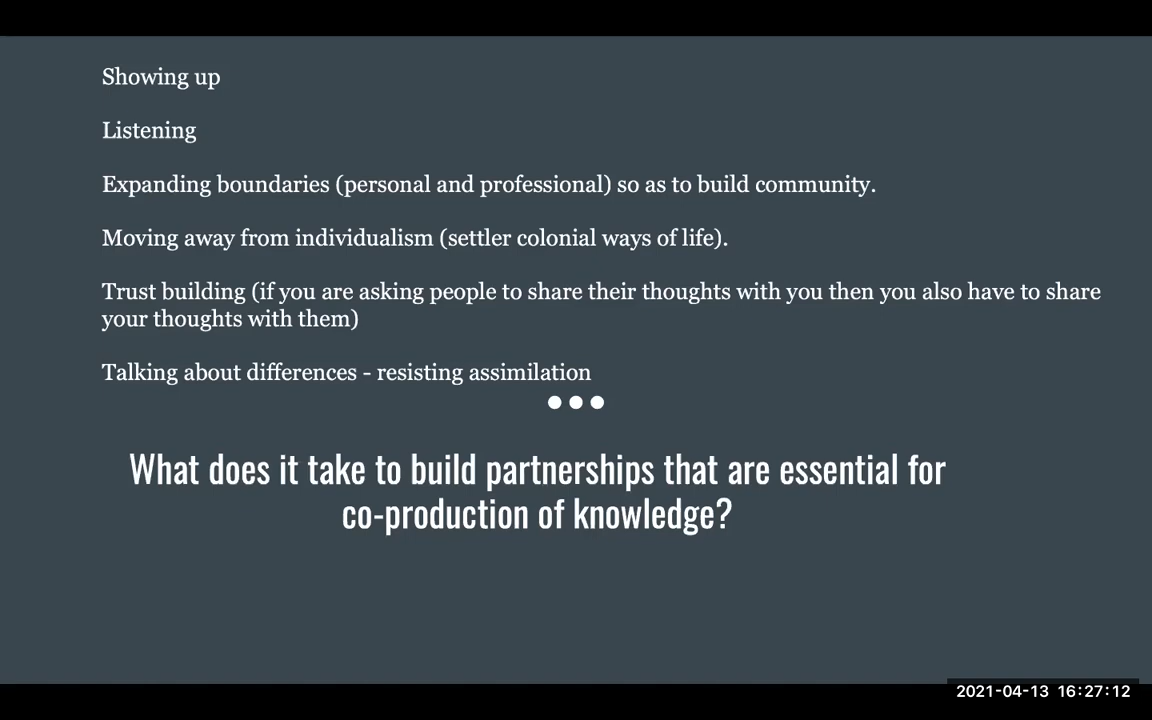 Showing up
Listening
Expanding boundaries (personal and professional) so as to build community.
Moving away from individualism (settler colonial ways of life).
Trust building (if you are asking people to share their thoughts with you then you also have to share
your thoughts with them)
Talking about differences - resisting assimilation
What does it take to build partnerships that are essential for
co-production of knowledge?
2021-04-13 16:27:12